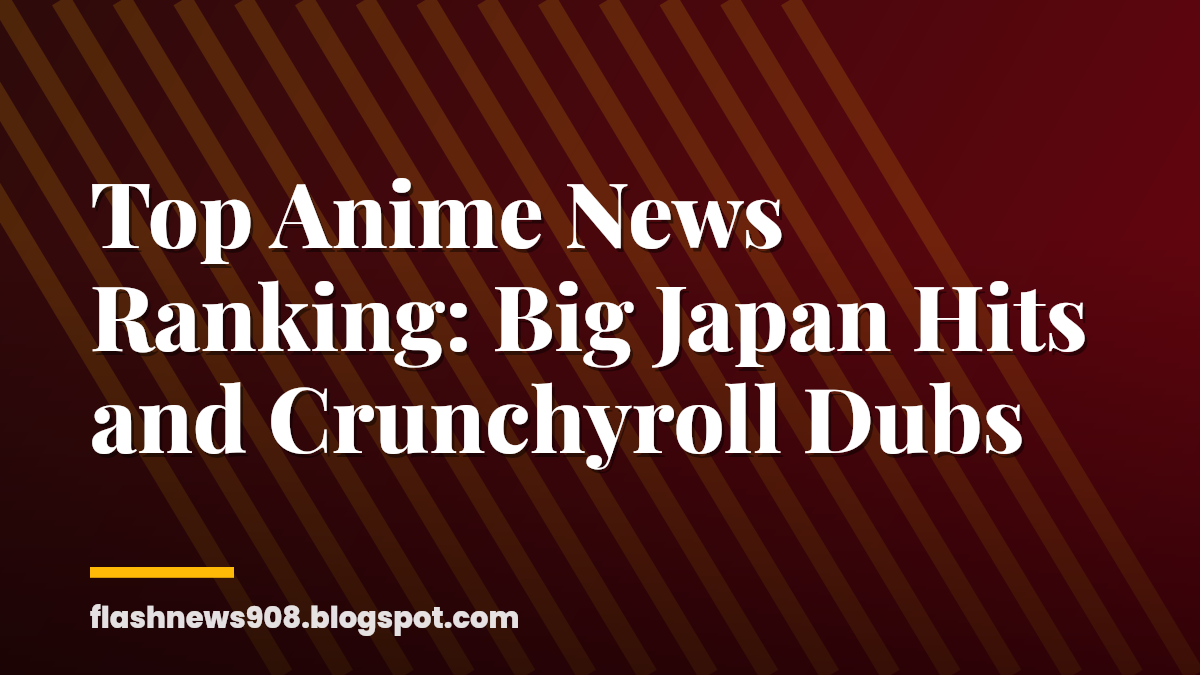 Top Anime News
Ranking: Big Japan Hits
and Crunchyroll Dubs
flashnews908.blogspot.com